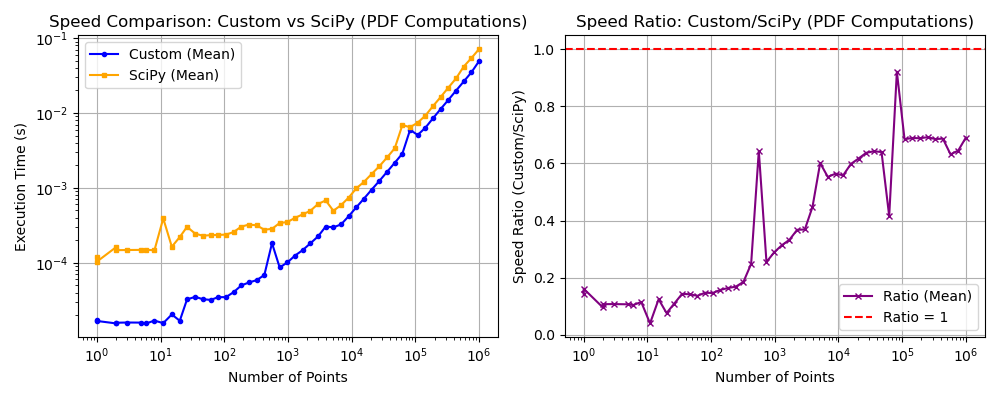 Speed Comparison: Custom vs SciPy (PDF Computations)
Custom (Mean)
SciPy (Mean)
Execution Time (s)
10⁻¹
10⁻²
10⁻³
10⁻⁴
10⁰ 10¹ 10² 10³ 10⁴ 10⁵ 10⁶
Number of Points
Speed Ratio: Custom/SciPy (PDF Computations)
Speed Ratio (Custom/SciPy)
1.0
0.8
0.6
0.4
0.2
0.0
Ratio (Mean)
Ratio = 1
10⁰ 10¹ 10² 10³ 10⁴ 10⁵ 10⁶
Number of Points